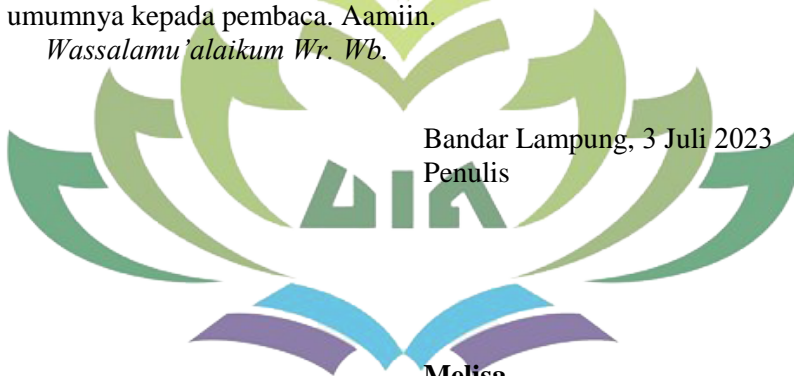 umumnya kepada pembaca. Aamiin.
Wassalamu’alaikum Wr. Wb.
Bandar Lampung, 3 Juli 2023
Penulis
UIN
Melisa